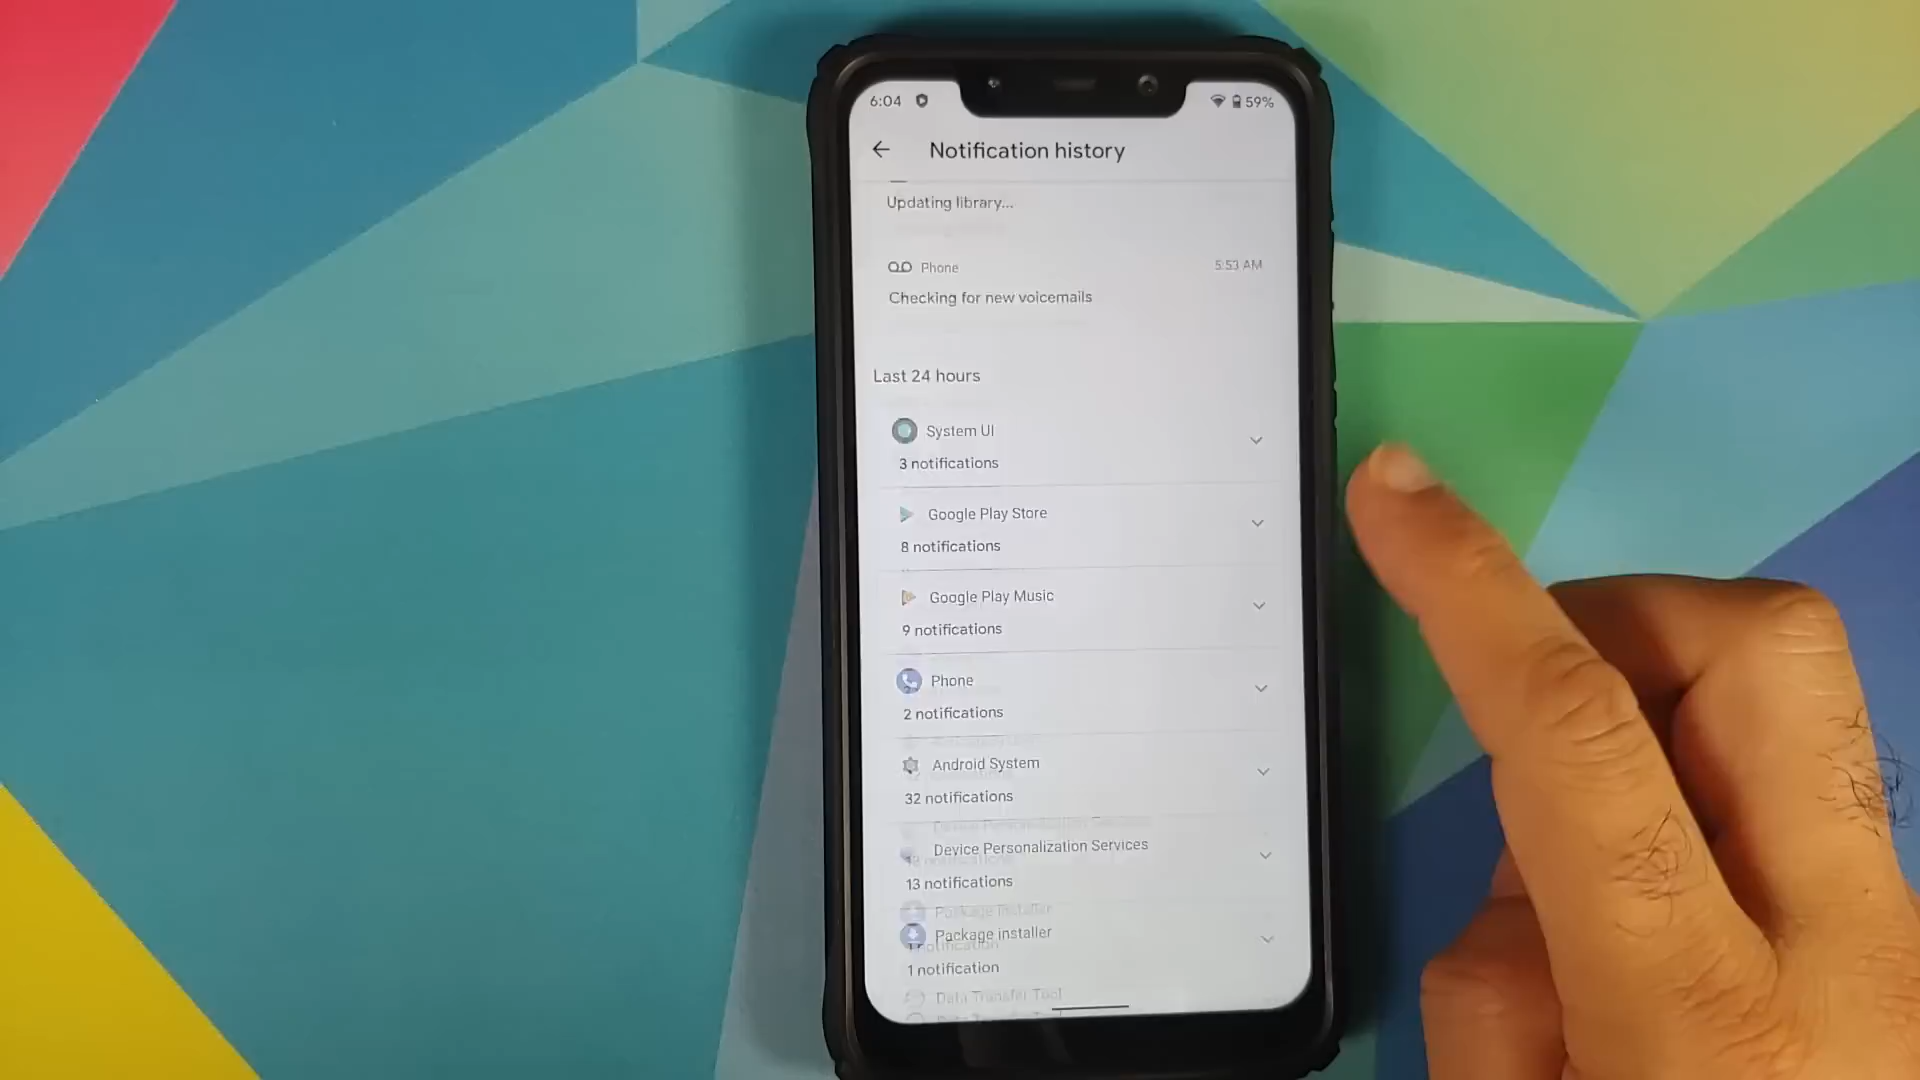 6:04 59%
Notification history
Updating library...
Phone 5:53 AM
Checking for new voicemails
Last 24 hours
System UI
3 notifications
Google Play Store
8 notifications
Google Play Music
9 notifications
Phone
2 notifications
Android System
32 notifications
Device Personalization Services
13 notifications
Package installer
1 notification
Data Transfer Tool